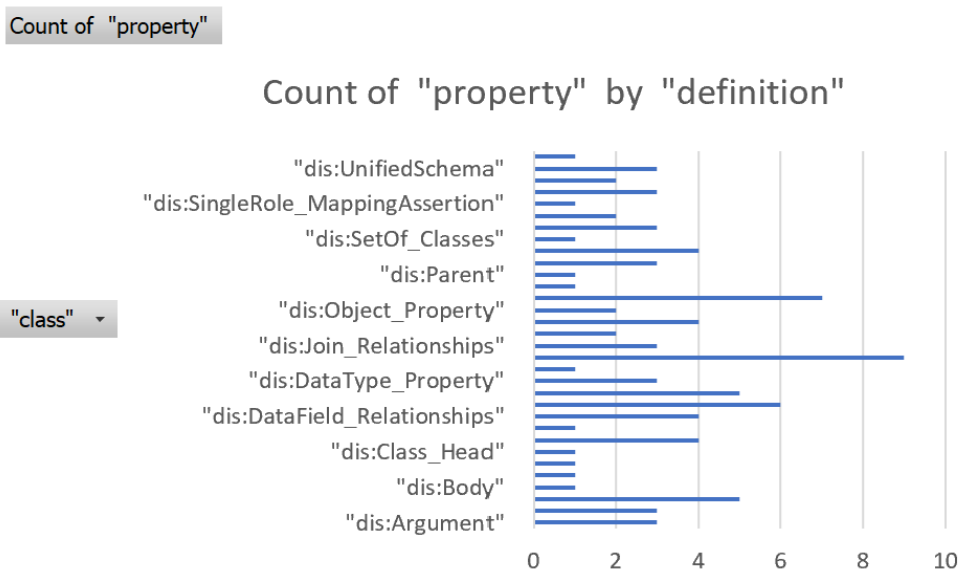 Count of "property"
Count of "property" by "definition"
"dis:UnifiedSchema"
"dis:SingleRole_MappingAssertion"
"dis:SetOf_Classes"
"dis:Parent"
"class"
"dis:Object_Property"
"dis:Join_Relationships"
"dis:DataType_Property"
"dis:DataField_Relationships"
"dis:Class_Head"
"dis:Body"
"dis:Argument"
0 2 4 6 8 10